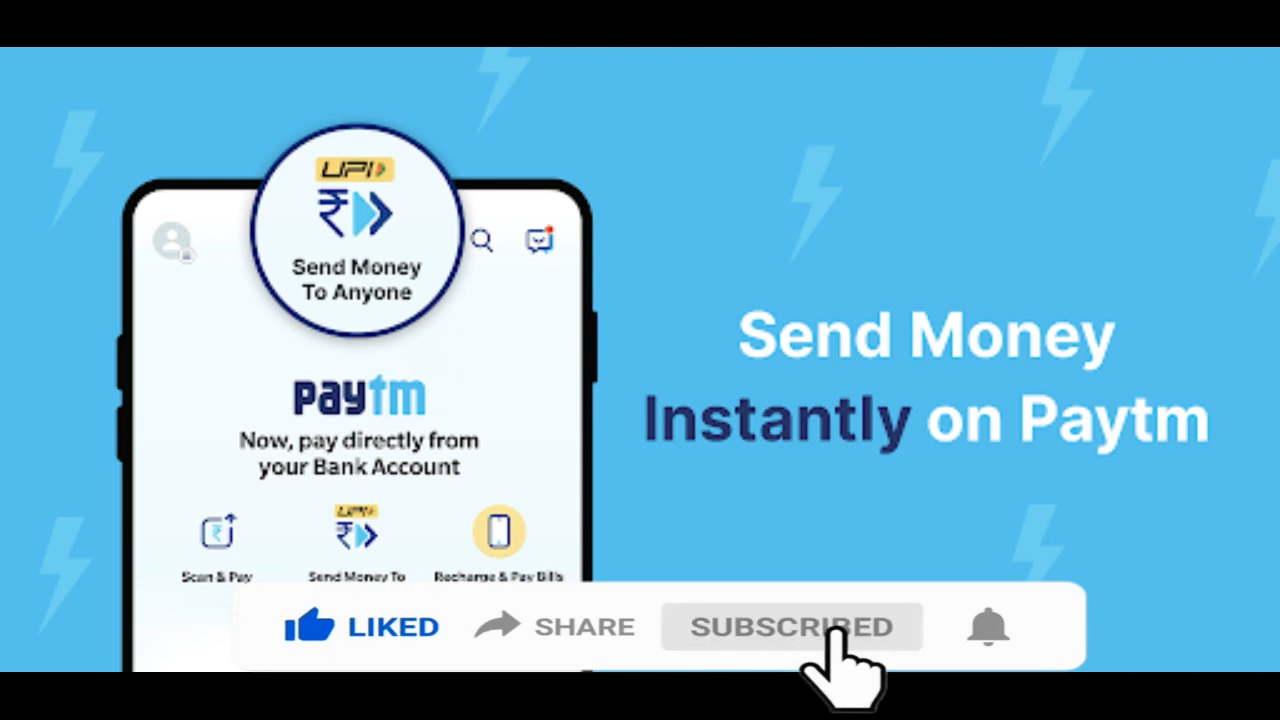 UPI
Send Money
To Anyone
paytm
Now, pay directly from
your Bank Account
UPI
Scan & Pay
Send Money To
Recharge & Pay Bills
Send Money
Instantly on Paytm
LIKED
SHARE
SUBSCRIBED